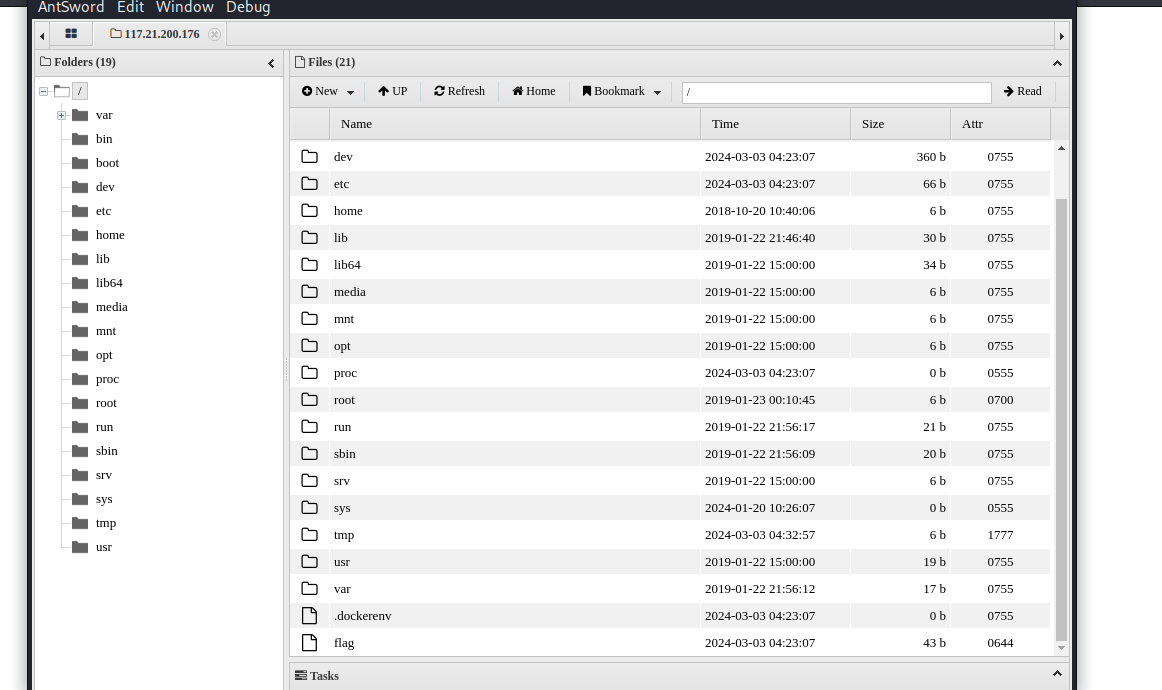 AntSword Edit Window Debug
117.21.200.176
Folders (19)
/
var
bin
boot
dev
etc
home
lib
lib64
media
mnt
opt
proc
root
run
sbin
srv
sys
tmp
usr
Files (21)
New UP Refresh Home Bookmark / Read
Name Time Size Attr
dev 2024-03-03 04:23:07 360 b 0755
etc 2024-03-03 04:23:07 66 b 0755
home 2018-10-20 10:40:06 6 b 0755
lib 2019-01-22 21:46:40 30 b 0755
lib64 2019-01-22 15:00:00 34 b 0755
media 2019-01-22 15:00:00 6 b 0755
mnt 2019-01-22 15:00:00 6 b 0755
opt 2019-01-22 15:00:00 6 b 0755
proc 2024-03-03 04:23:07 0 b 0555
root 2019-01-23 00:10:45 6 b 0700
run 2019-01-22 21:56:17 21 b 0755
sbin 2019-01-22 21:56:09 20 b 0755
srv 2019-01-22 15:00:00 6 b 0755
sys 2024-01-20 10:26:07 0 b 0555
tmp 2024-03-03 04:32:57 6 b 1777
usr 2019-01-22 15:00:00 19 b 0755
var 2019-01-22 21:56:12 17 b 0755
.dockerenv 2024-03-03 04:23:07 0 b 0755
flag 2024-03-03 04:23:07 43 b 0644
Tasks